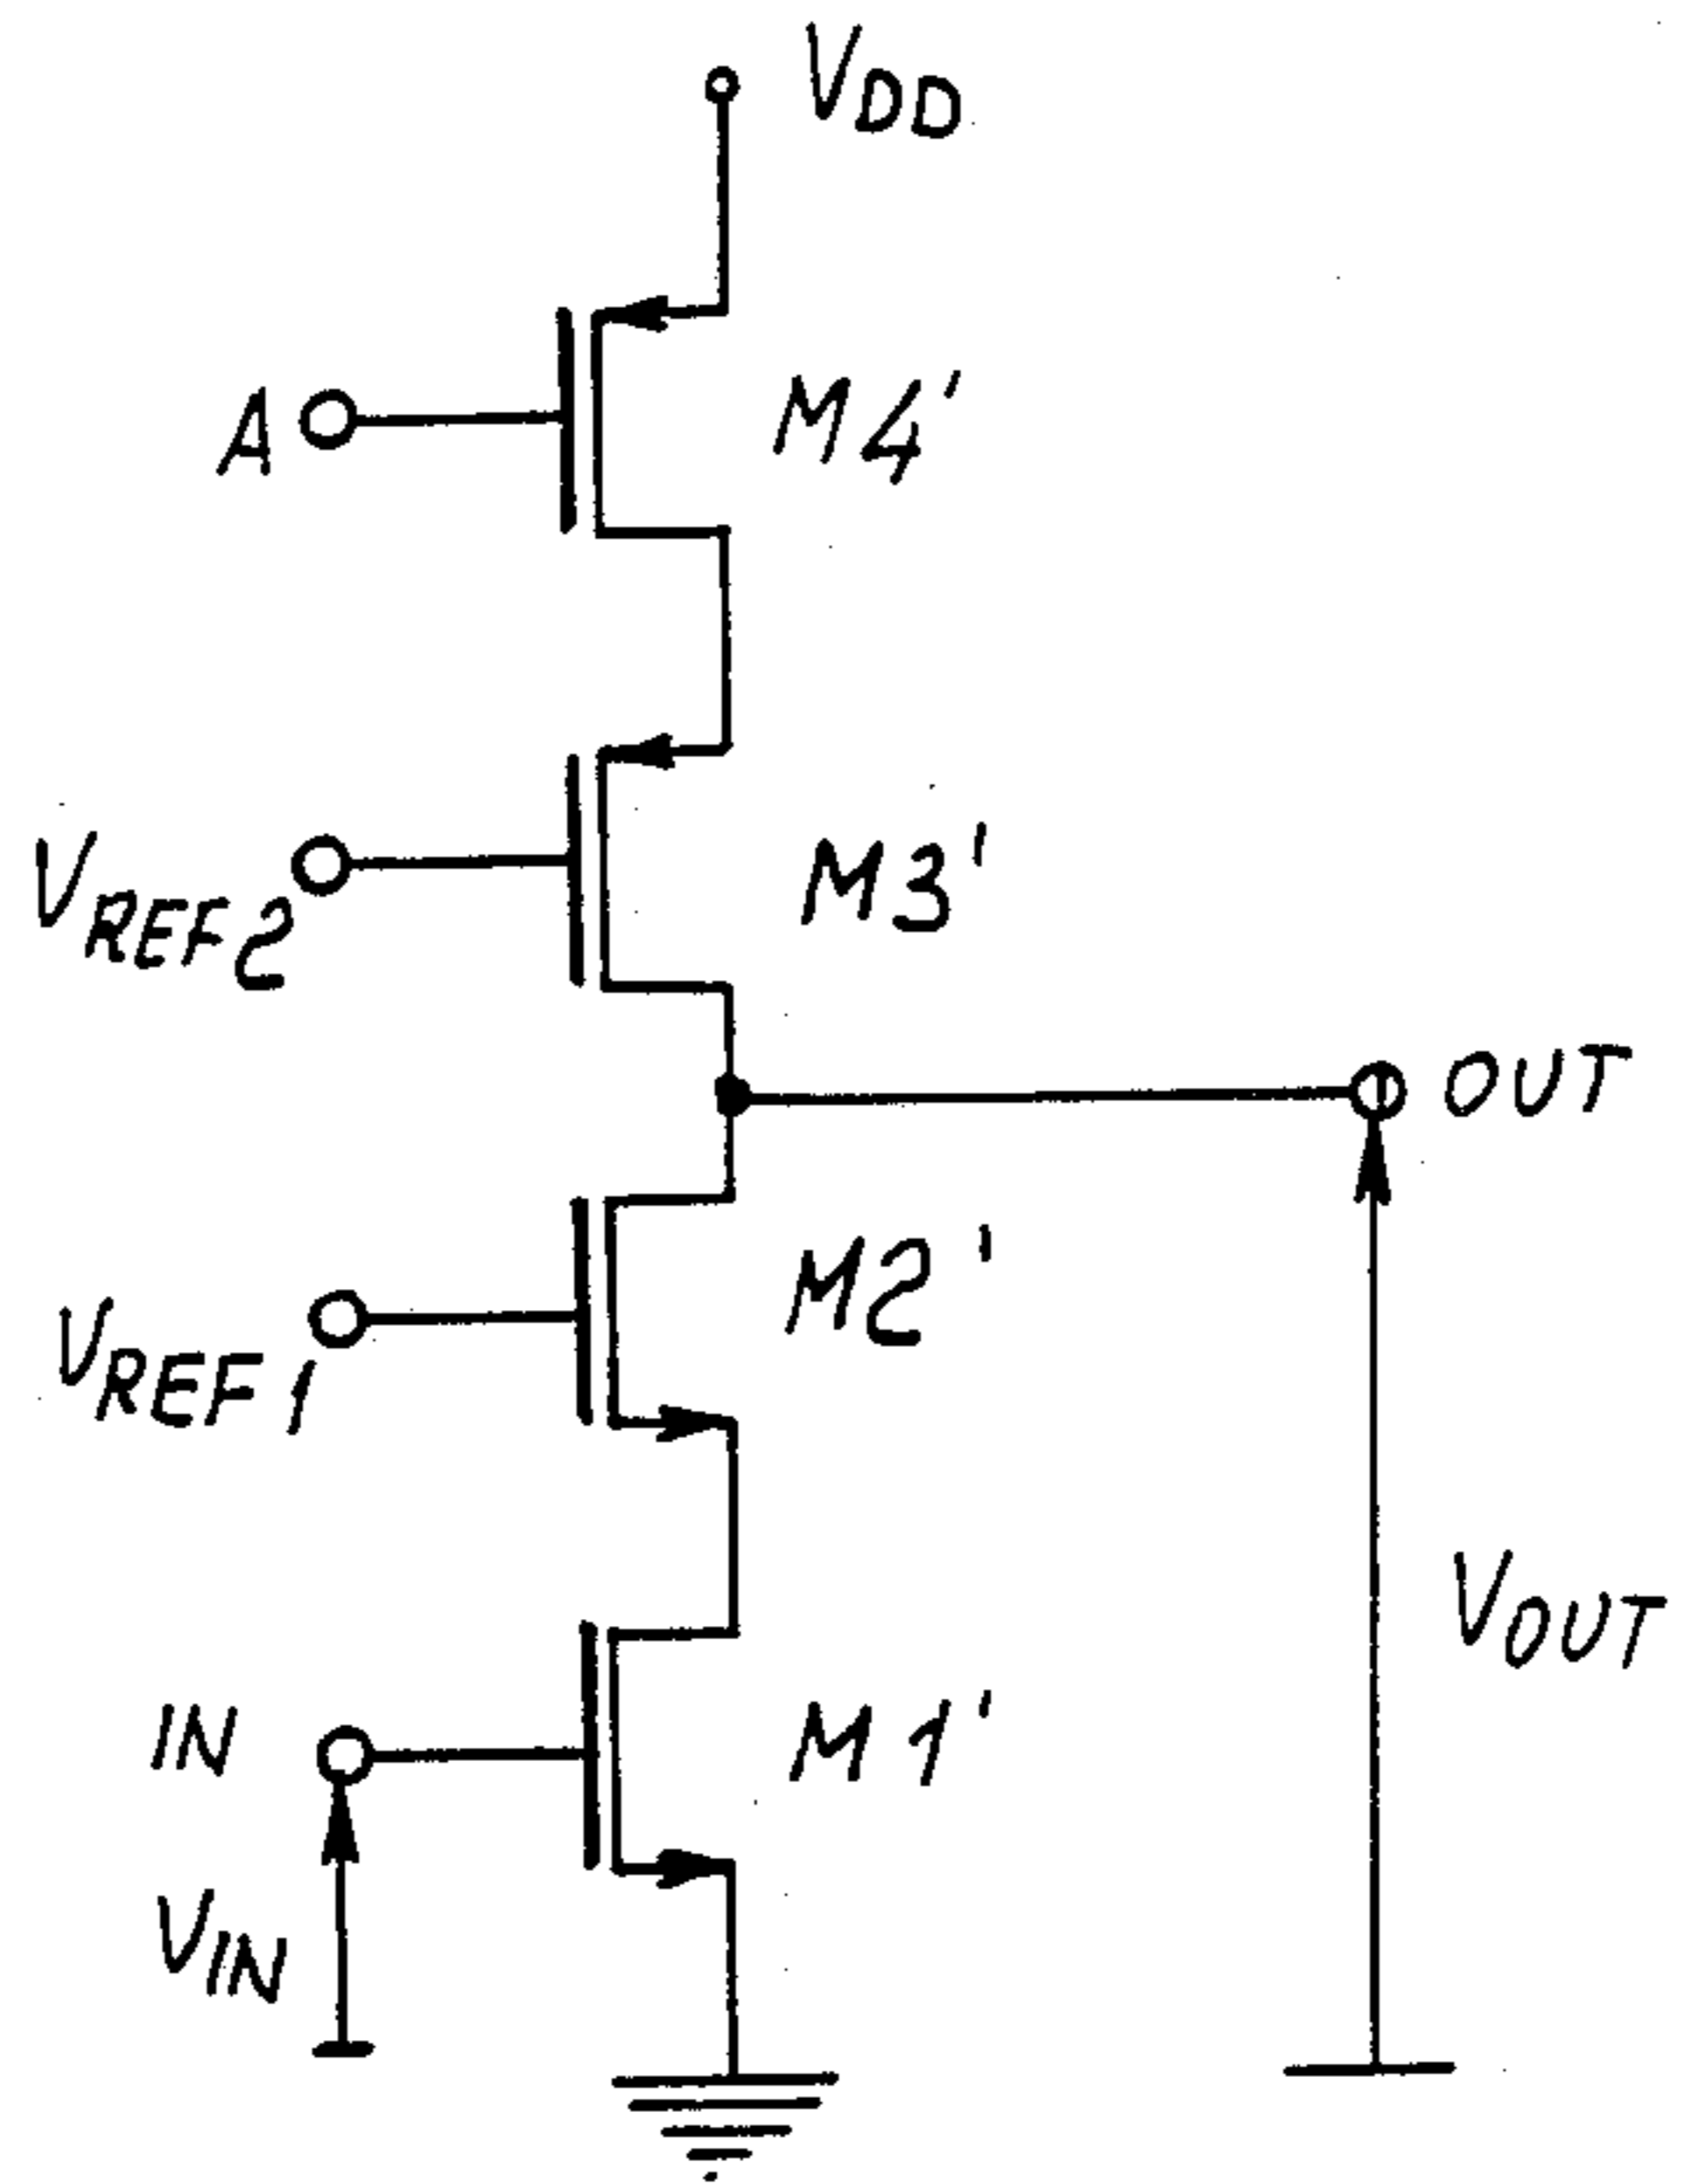 VDD
A
M4'
VREF2
M3'
OUT
VREF1
M2'
VOUT
IN
M1'
VIN